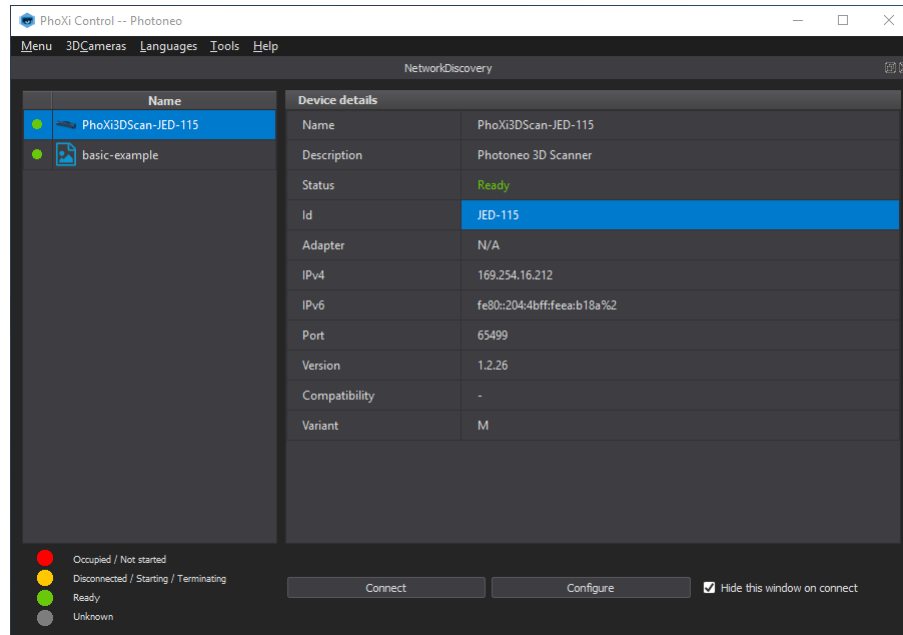 PhoXi Control -- Photoneo
Menu 3DCameras Languages Tools Help
NetworkDiscovery
Name
PhoXi3DScan-JED-115
basic-example
Device details
Name PhoXi3DScan-JED-115
Description Photoneo 3D Scanner
Status Ready
Id JED-115
Adapter N/A
IPv4 169.254.16.212
IPv6 fe80::204:4bff:feea:b18a%2
Port 65499
Version 1.2.26
Compatibility -
Variant M
Occupied / Not started
Disconnected / Starting / Terminating
Ready
Unknown
Connect Configure Hide this window on connect